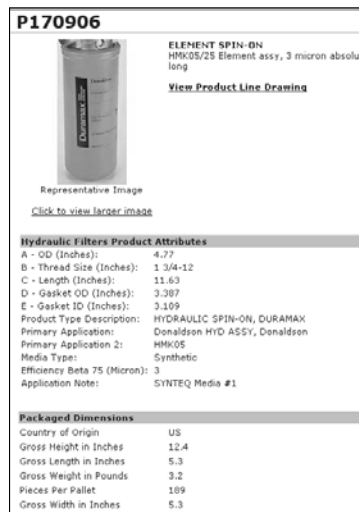 P170906
ELEMENT SPIN-ON
HMK05/25 Element assy, 3 micron absolu
long
View Product Line Drawing
Duramax
Representative Image
Click to view larger image
Hydraulic Filters Product Attributes
A - OD (Inches): 4.77
B - Thread Size (Inches): 1 3/4-12
C - Length (Inches): 11.63
D - Gasket OD (Inches): 3.387
E - Gasket ID (Inches): 3.109
Product Type Description: HYDRAULIC SPIN-ON, DURAMAX
Primary Application: Donaldson HYD ASSY, Donaldson
Primary Application 2: HMK05
Media Type: Synthetic
Efficiency Beta 75 (Micron): 3
Application Note: SYNTEQ Media #1
Packaged Dimensions
Country of Origin US
Gross Height in Inches 12.4
Gross Length in Inches 5.3
Gross Weight in Pounds 3.2
Pieces Per Pallet 189
Gross Width in Inches 5.3